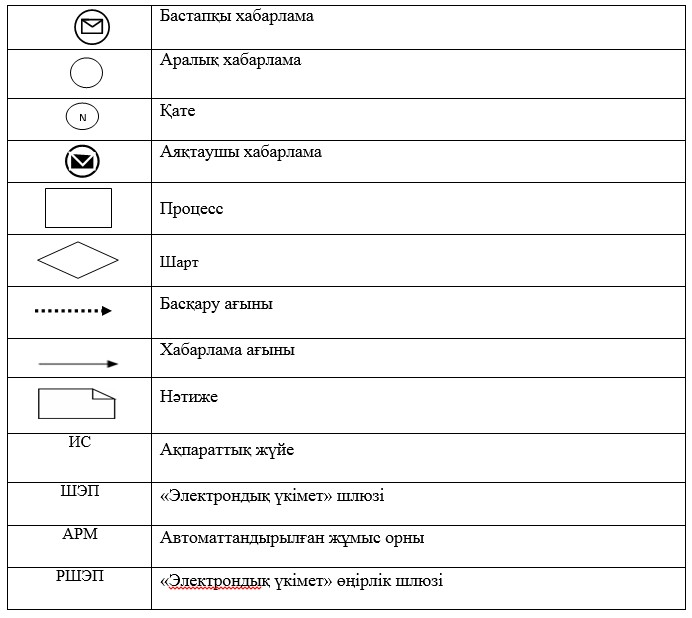 Бастапқы хабарлама
Аралық хабарлама
N
Қате
Аяқтаушы хабарлама
Процесс
Шарт
Басқару ағыны
Хабарлама ағыны
Нәтиже
ИС
Ақпараттық жүйе
ШЭП
«Электрондық үкімет» шлюзі
АРМ
Автоматтандырылған жұмыс орны
РШЭП
«Электрондық үкімет» өңірлік шлюзі